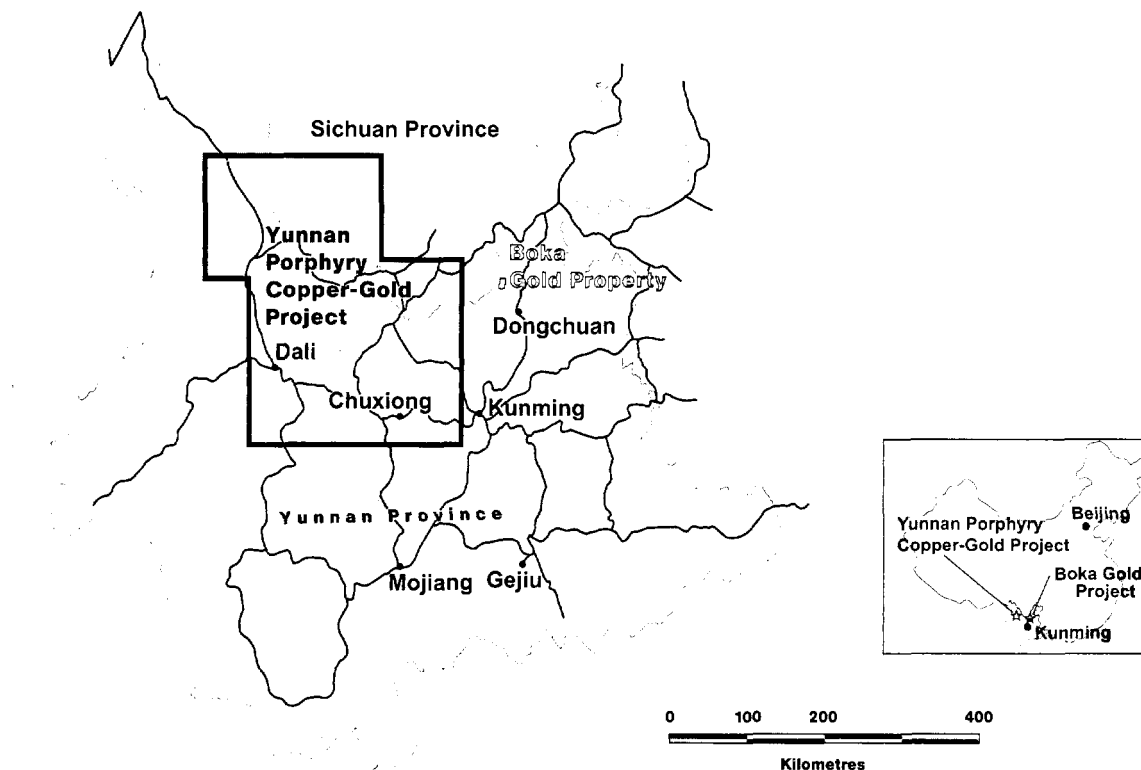 Sichuan Province
Yunnan
Porphyry
Copper-Gold
Project
Boka
Gold Property
Dongchuan
Dali
Chuxiong
Kunming
Yunnan Province
Mojiang
Gejiu
Beijing
Yunnan Porphyry
Copper-Gold Project
Boka Gold
Project
Kunming
0 100 200 400
Kilometres